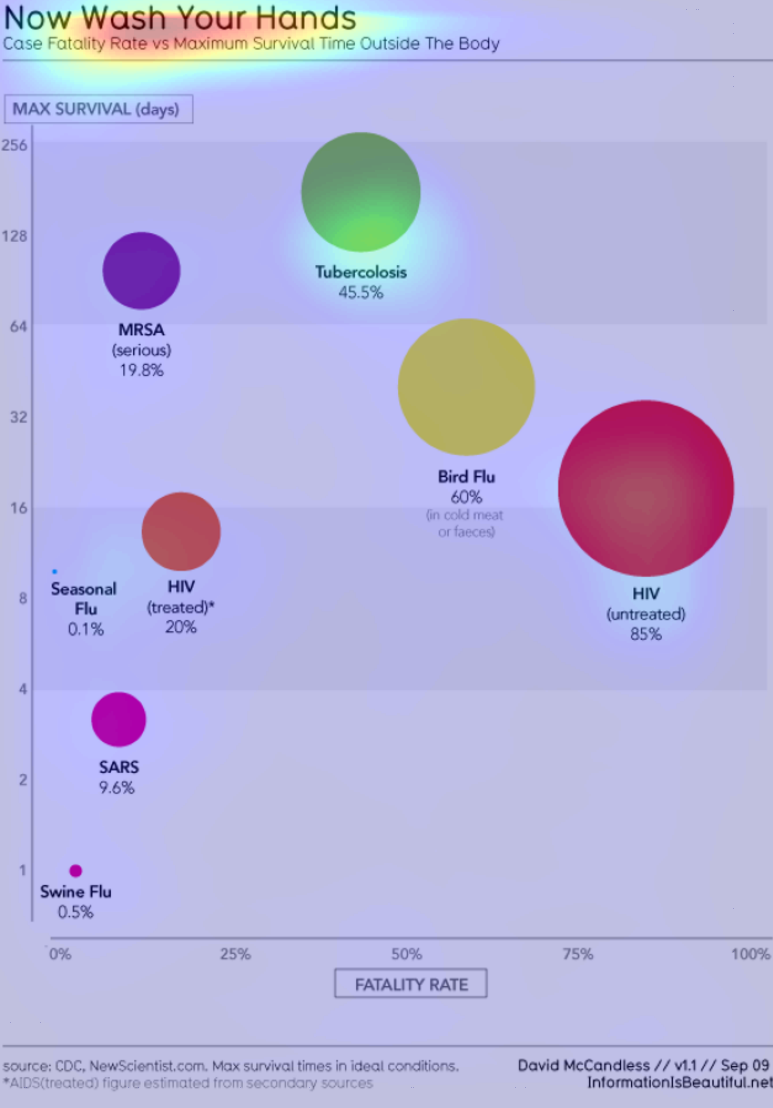 Now Wash Your Hands
Case Fatality Rate vs Maximum Survival Time Outside The Body
MAX SURVIVAL (days)
256
128
64
32
16
8
4
2
1
Tubercolosis
45.5%
MRSA
(serious)
19.8%
Bird Flu
60%
(in cold meat
or faeces)
HIV
(untreated)
85%
HIV
(treated)*
20%
Seasonal
Flu
0.1%
SARS
9.6%
Swine Flu
0.5%
0%
25%
50%
75%
100%
FATALITY RATE
source: CDC, NewScientist.com. Max survival times in ideal conditions.
*AIDS(treated) figure estimated from secondary sources
David McCandless // v1.1 // Sep 09
InformationIsBeautiful.net